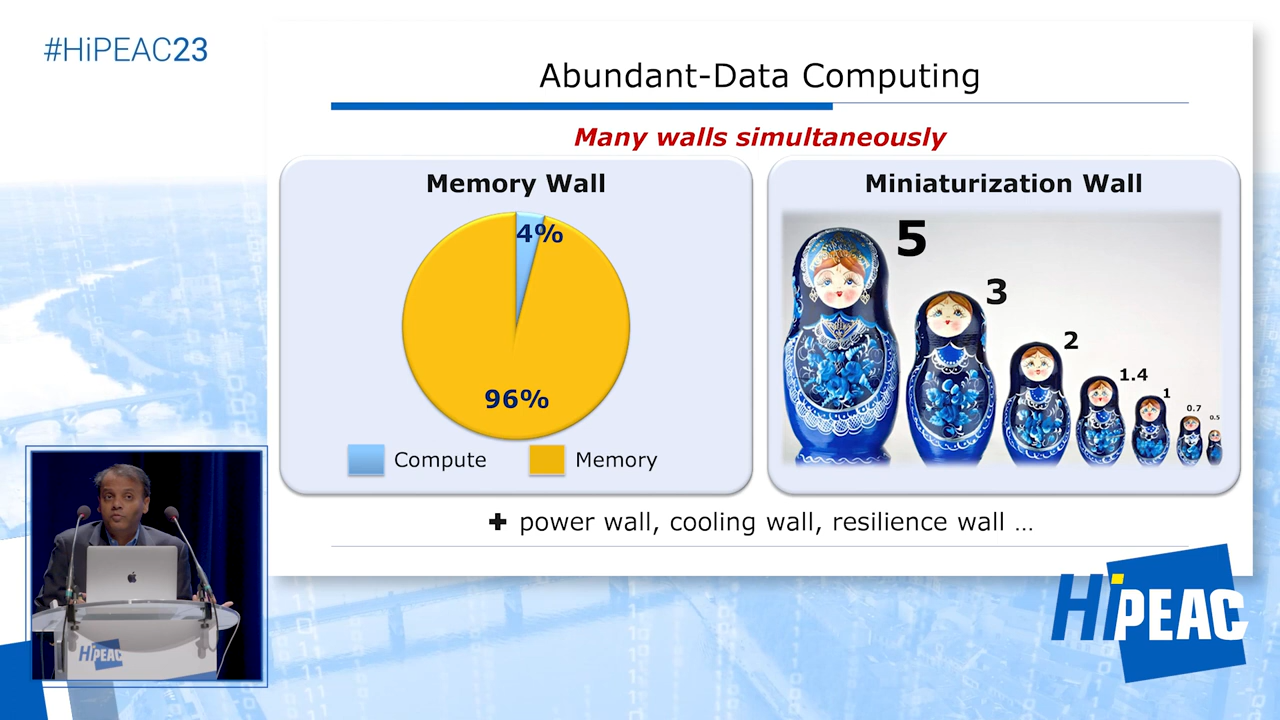 #HiPEAC23
Abundant-Data Computing
Many walls simultaneously
Memory Wall
4%
96%
Compute
Memory
Miniaturization Wall
5
3
2
1.4
1
0.7
0.5
+ power wall, cooling wall, resilience wall ...
HiPEAC
HiPEAC